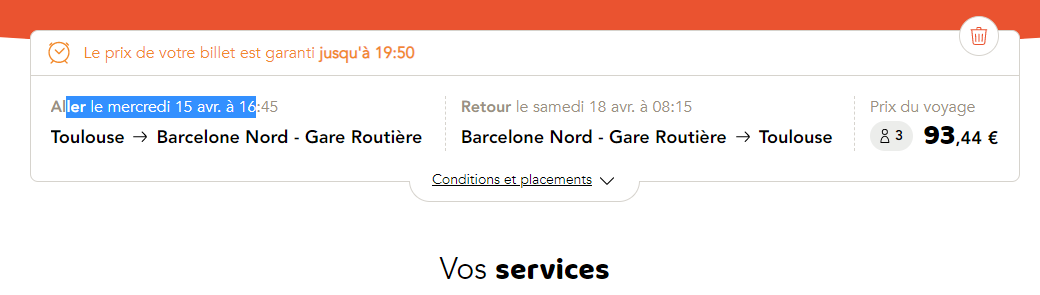 Le prix de votre billet est garanti jusqu'à 19:50
Aller le mercredi 15 avr. à 16:45
Toulouse → Barcelone Nord - Gare Routière
Retour le samedi 18 avr. à 08:15
Barcelone Nord - Gare Routière → Toulouse
Prix du voyage
3 93,44 €
Conditions et placements
Vos services